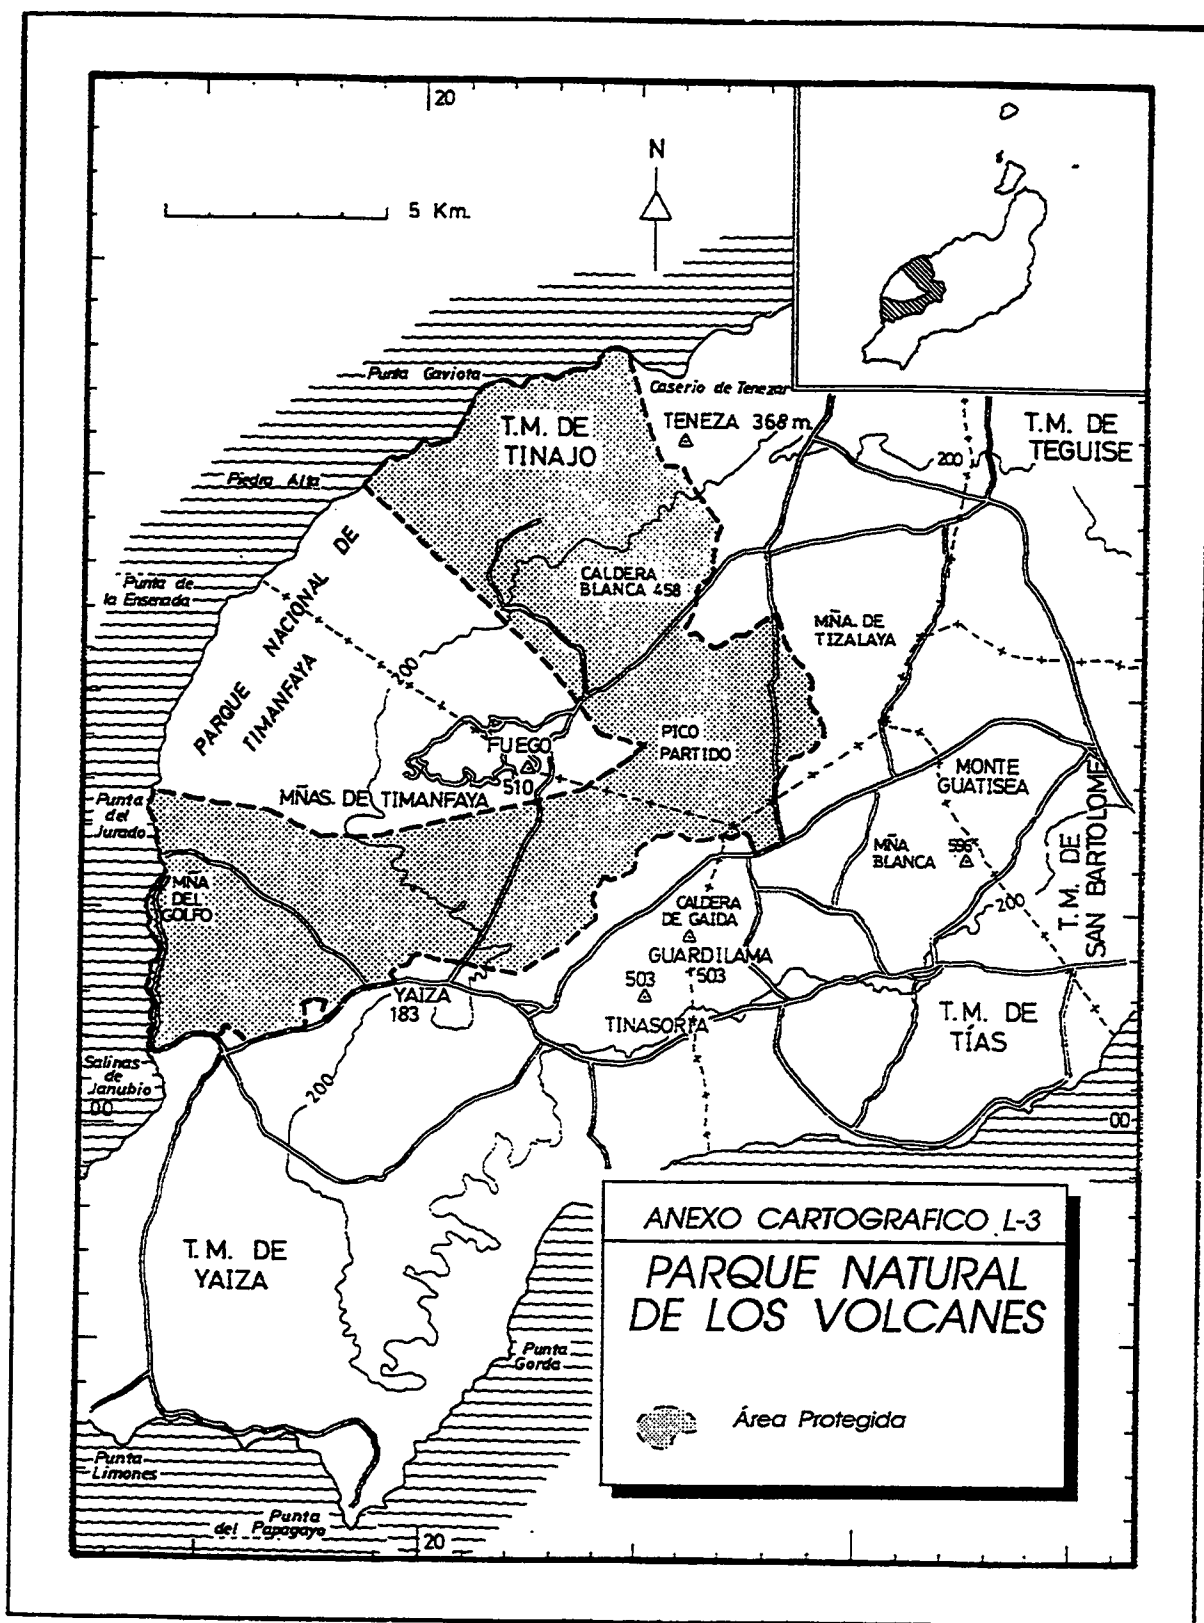 20
N
5 Km.
Punta Gaviota
Caserio de Tenezar
T.M. DE
TINAJO
TENEZA 368 m.
T.M. DE
TEGUISE
200
Piedra Alta
PARQUE NACIONAL DE
TIMANFAYA
CALDERA
BLANCA 458
Punta de
la Ensenada
MÑA. DE
TIZALAYA
200
PICO
PARTIDO
FUEGO
510
MÑAS. DE TIMANFAYA
MONTE
GUATISEA
Punta
del
Jurado
MÑA
BLANCA
596
T.M. DE
SAN BARTOLOME
MÑA
DEL
GOLFO
CALDERA
DE GAIDA
200
GUARDILAMA
503
503
YAIZA
183
TINASORIA
T.M. DE
TÍAS
Salinas
de
Janubio
00
200
00
T.M. DE
YAIZA
ANEXO CARTOGRAFICO L-3
PARQUE NATURAL
DE LOS VOLCANES
Área Protegida
Punta
Gorda
Punta
Limones
Punta
del Papagayo
20